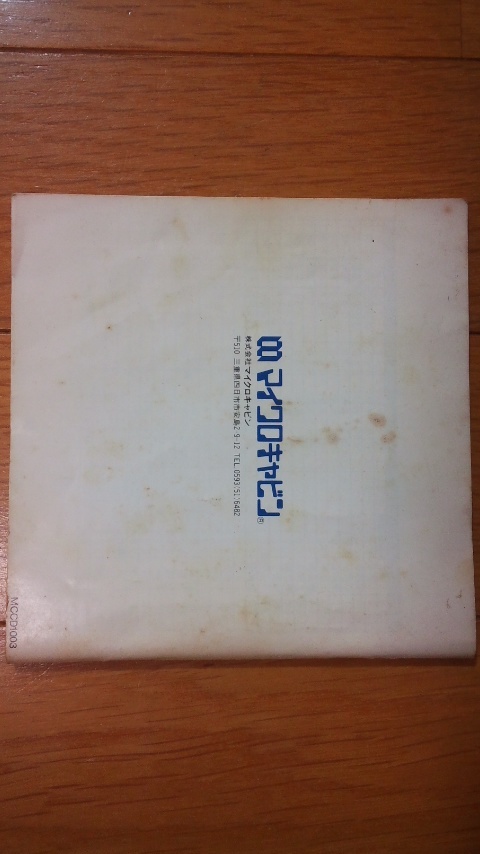 マイクロキャビン®
株式会社 マイクロキャビン
〒510 三重県四日市市安島2-9-12 TEL.0593(51)6482
MCCD1003